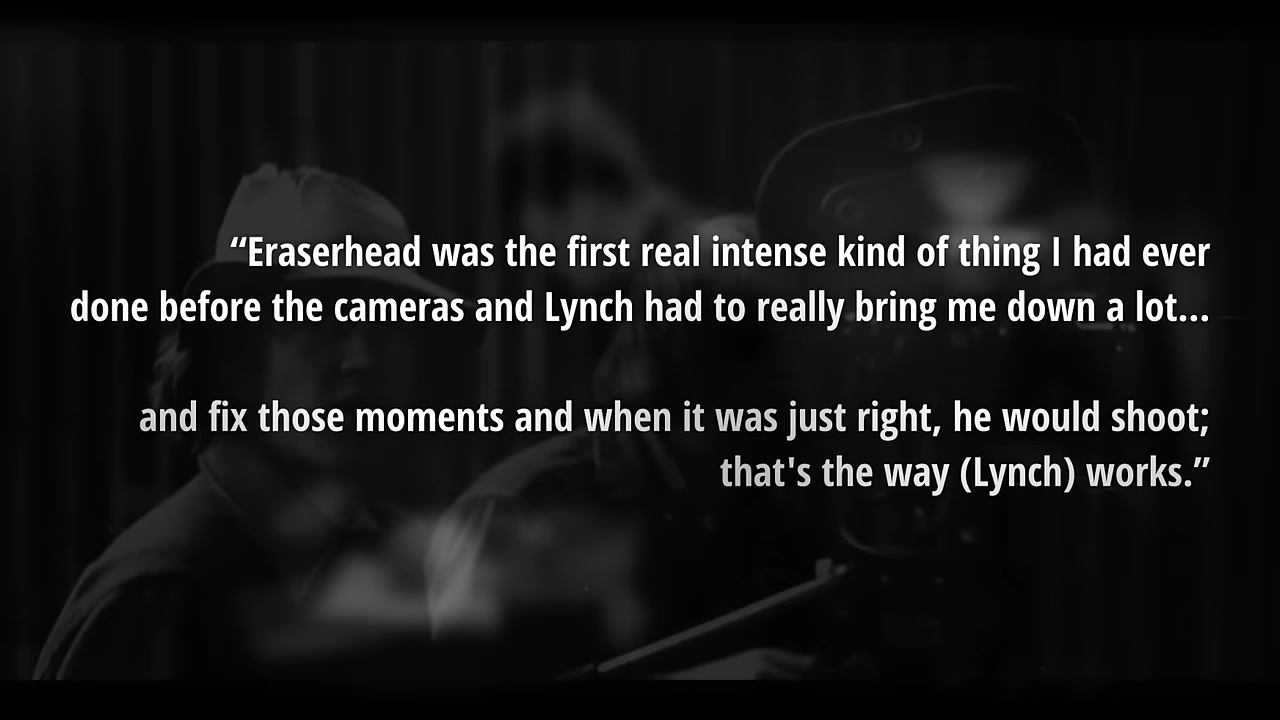 “Eraserhead was the first real intense kind of thing I had ever
done before the cameras and Lynch had to really bring me down a lot...
and fix those moments and when it was just right, he would shoot;
that's the way (Lynch) works.”